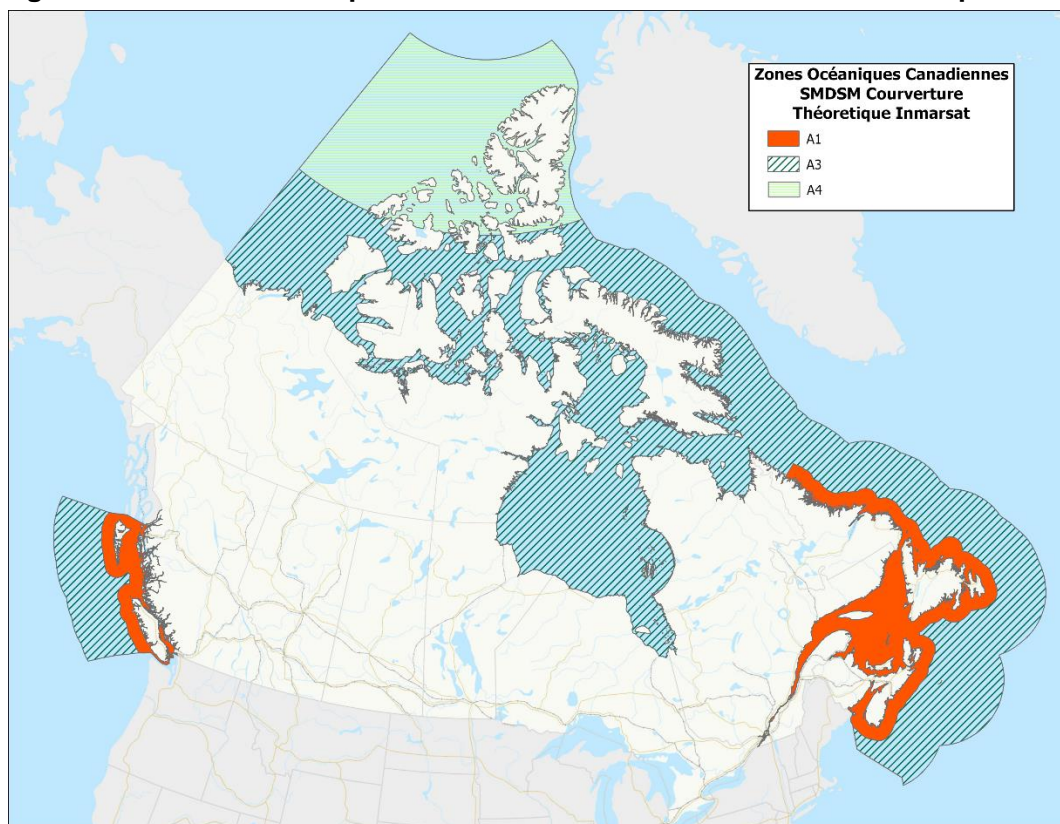 Zones Océaniques Canadiennes
SMDSM Courverture
Théoretique Inmarsat
A1
A3
A4